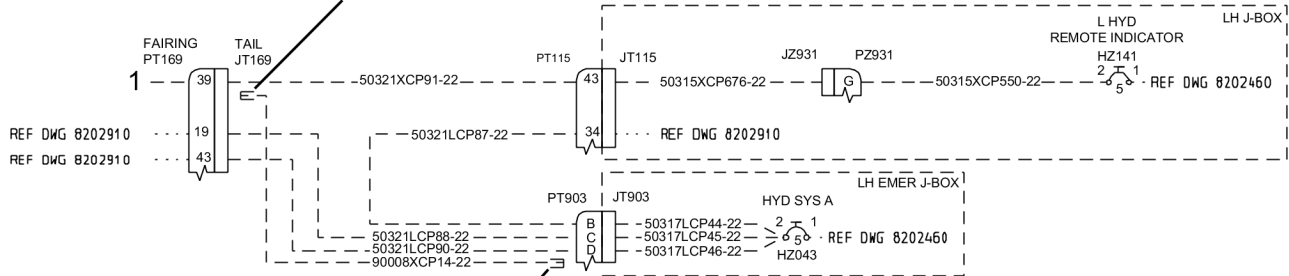 L HYD LH J-BOX
FAIRING TAIL REMOTE INDICATOR
PT169 JT169 PT115 JT115 JZ931 PZ931 HZ141
1 39 50321XCP91-22 43 50315XCP676-22 G 50315XCP550-22 2 1 5 REF DWG 8202460
REF DWG 8202910 19 50321LCP87-22 34 REF DWG 8202910
REF DWG 8202910 43
LH EMER J-BOX
PT903 JT903 HYD SYS A
B 50317LCP44-22 2 1
50321LCP88-22 C 50317LCP45-22 5 REF DWG 8202460
50321LCP90-22 D 50317LCP46-22 HZ043
90008XCP14-22